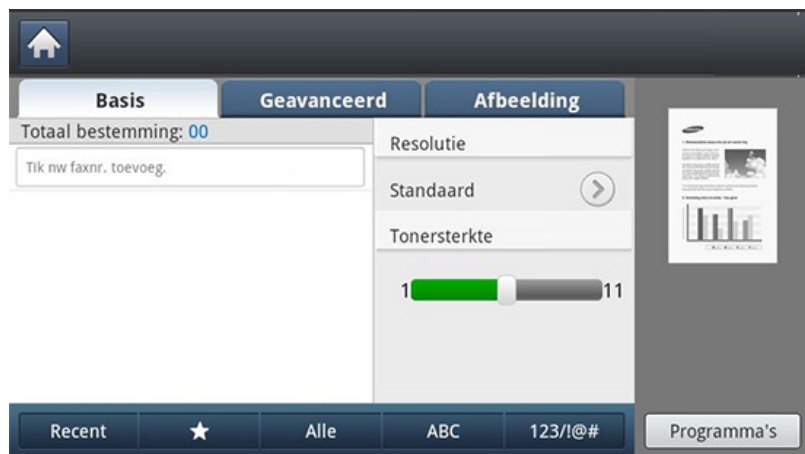 Basis
Geavanceerd
Afbeelding
Totaal bestemming: 00
Tik nw faxnr. toevoeg.
Resolutie
Standaard
Tonersterkte
1
11
Recent
★
Alle
ABC
123/!@#
Programma's